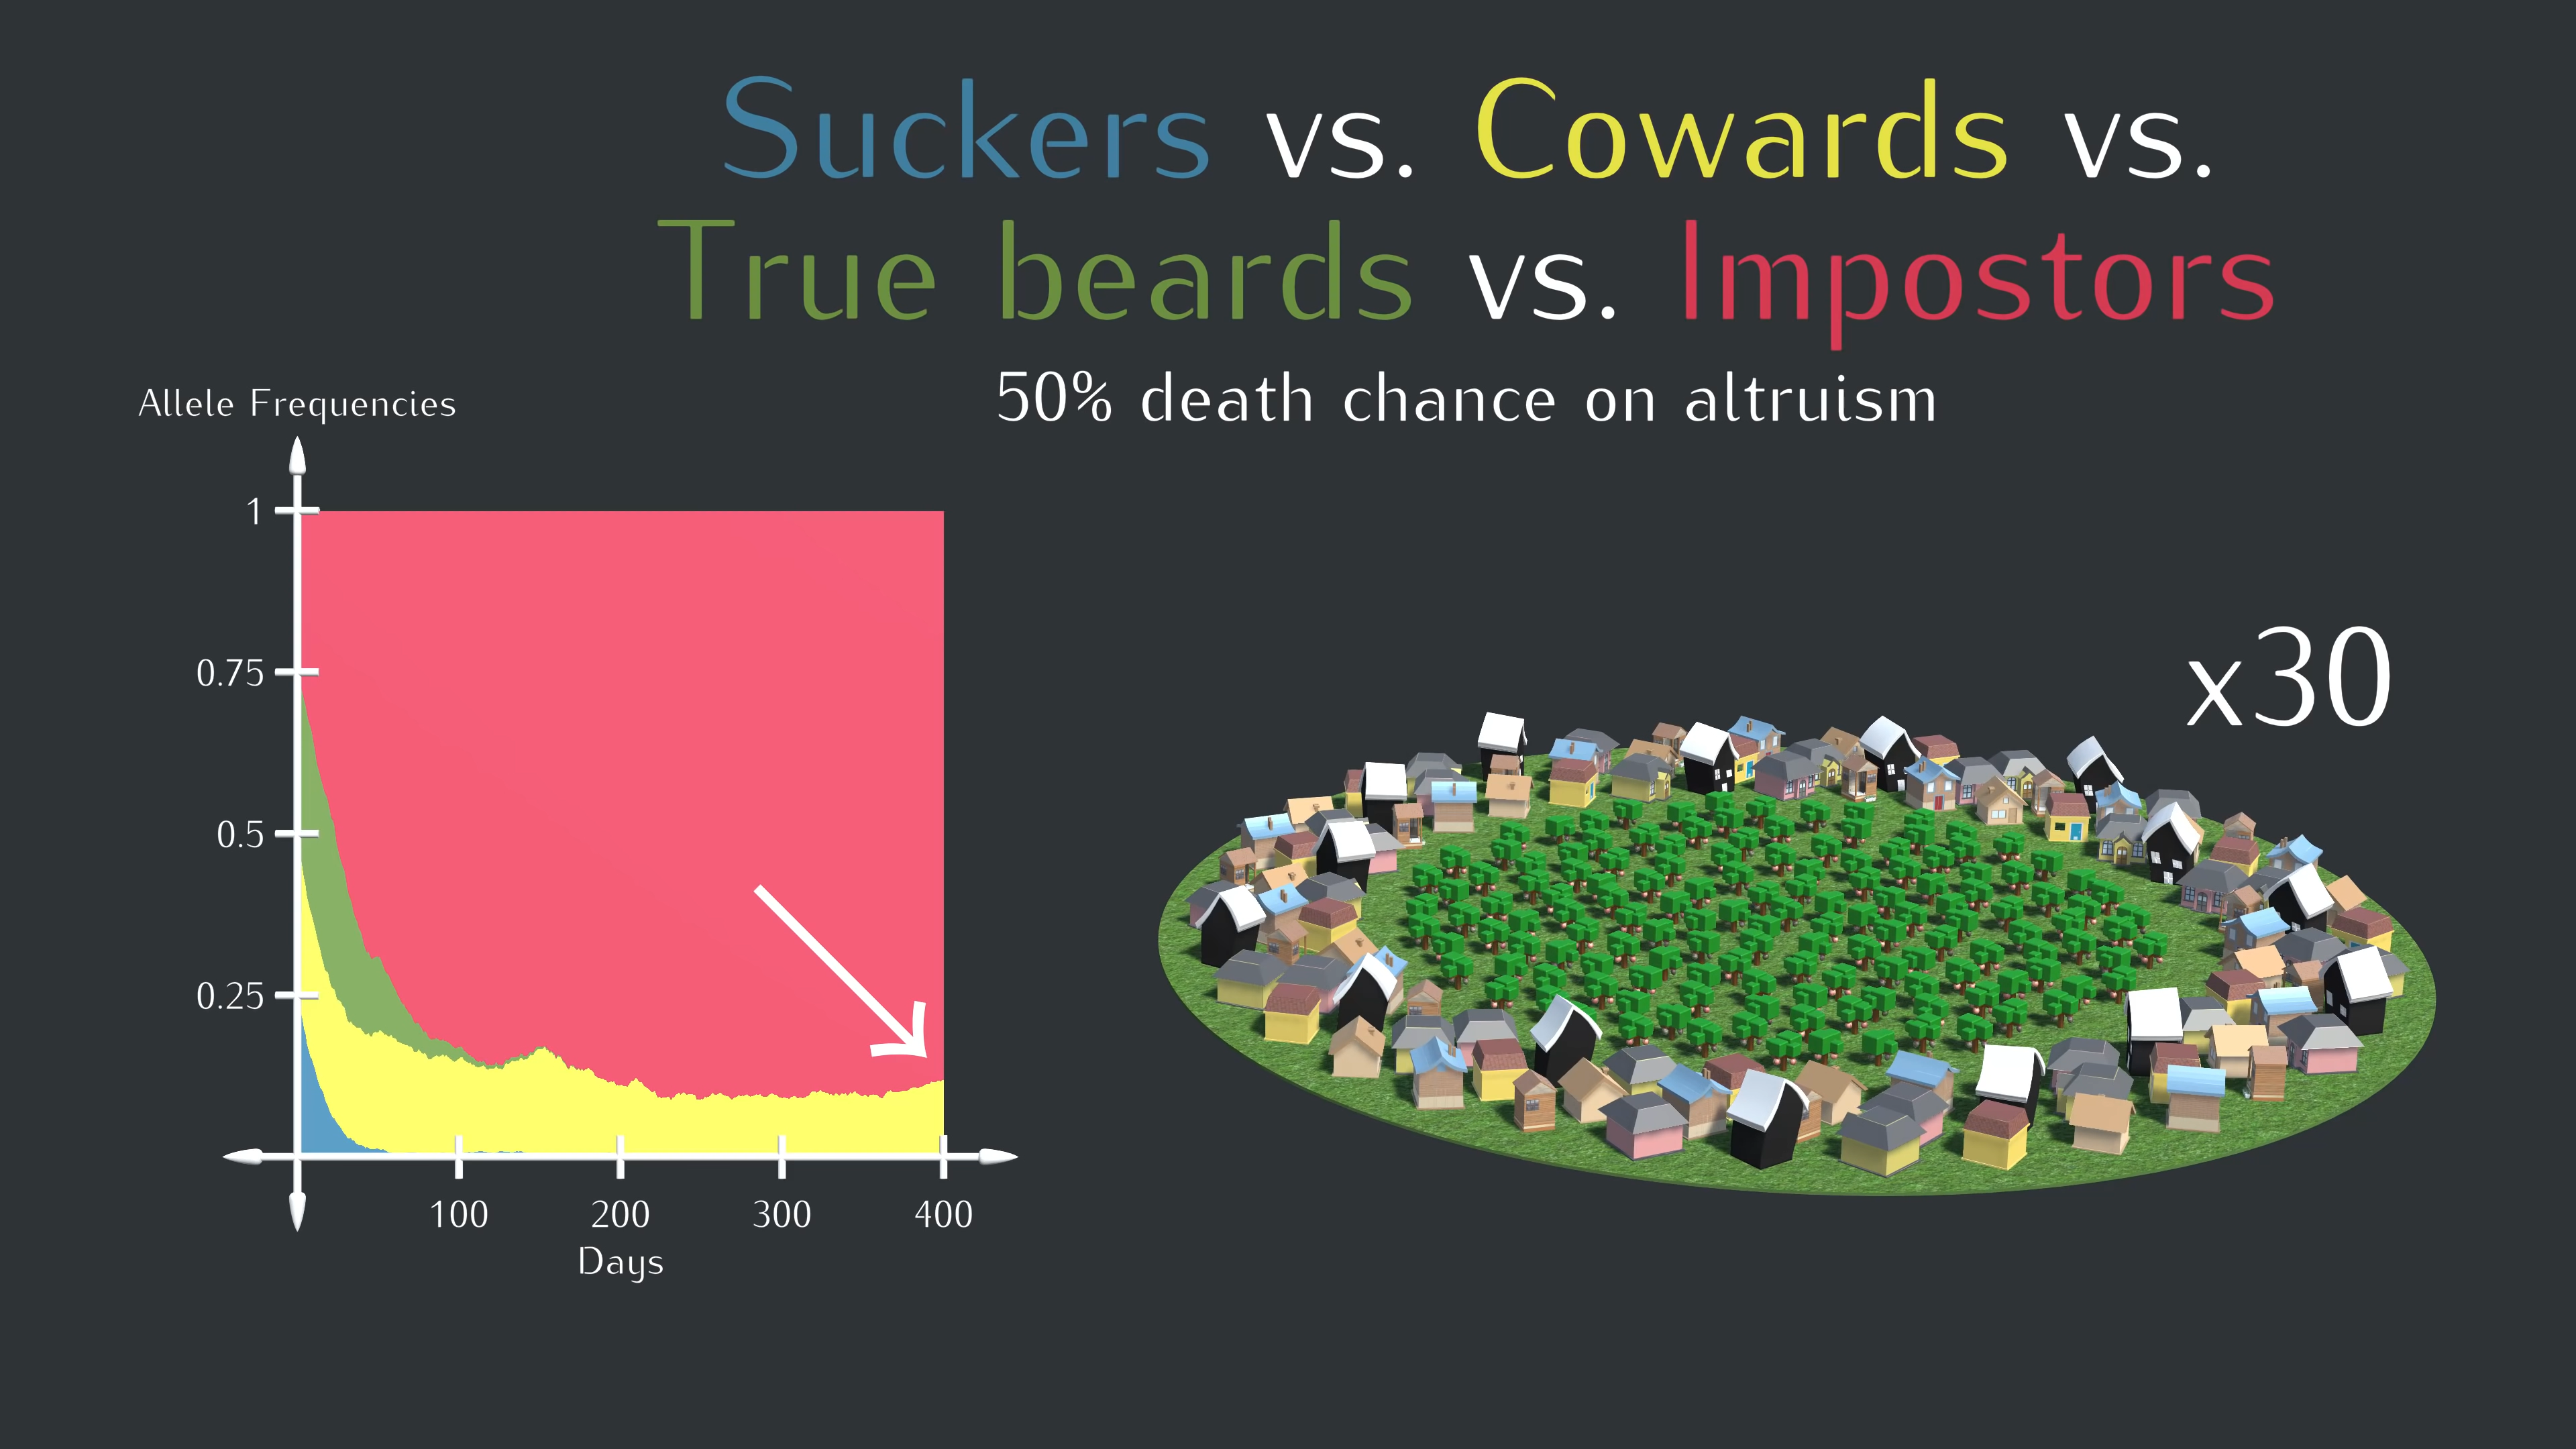 Suckers vs. Cowards vs.
True beards vs. Impostors
50% death chance on altruism
Allele Frequencies
1
0.75
0.5
0.25
100 200 300 400
Days
x30